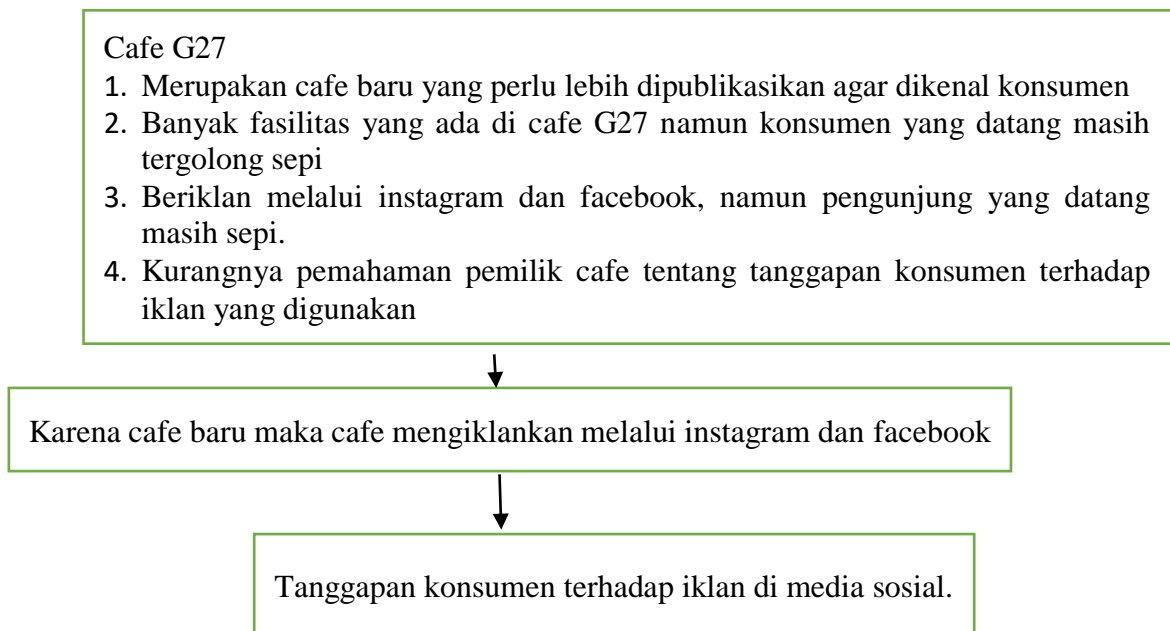 Cafe G27
1. Merupakan cafe baru yang perlu lebih dipublikasikan agar dikenal konsumen
2. Banyak fasilitas yang ada di cafe G27 namun konsumen yang datang masih
tergolong sepi
3. Beriklan melalui instagram dan facebook, namun pengunjung yang datang
masih sepi.
4. Kurangnya pemahaman pemilik cafe tentang tanggapan konsumen terhadap
iklan yang digunakan
Karena cafe baru maka cafe mengiklankan melalui instagram dan facebook
Tanggapan konsumen terhadap iklan di media sosial.